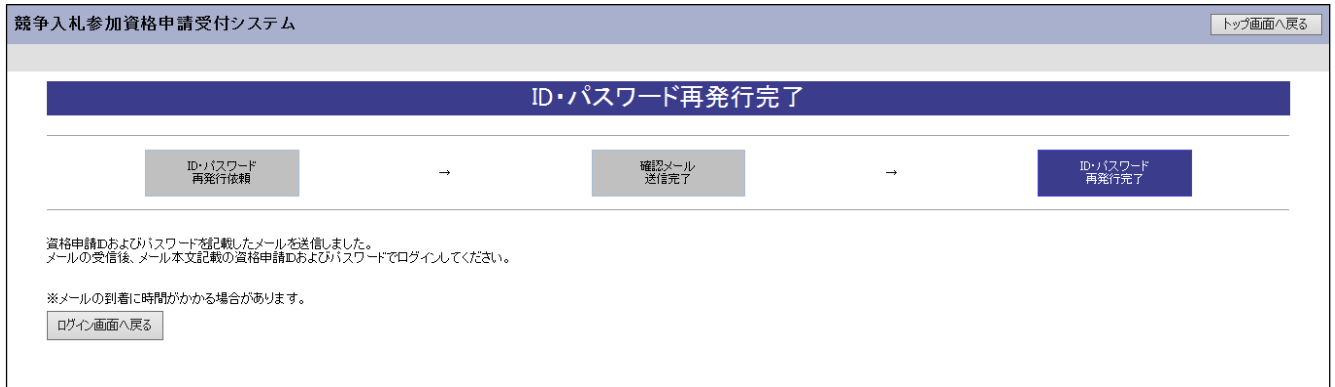 競争入札参加資格申請受付システム
トップ画面へ戻る
ID・パスワード再発行完了
ID・パスワード
再発行依頼
→
確認メール
送信完了
→
ID・パスワード
再発行完了
資格申請IDおよびパスワードを記載したメールを送信しました。
メールの受信後、メール本文記載の資格申請IDおよびパスワードでログインしてください。
※メールの到着に時間がかかる場合があります。
ログイン画面へ戻る